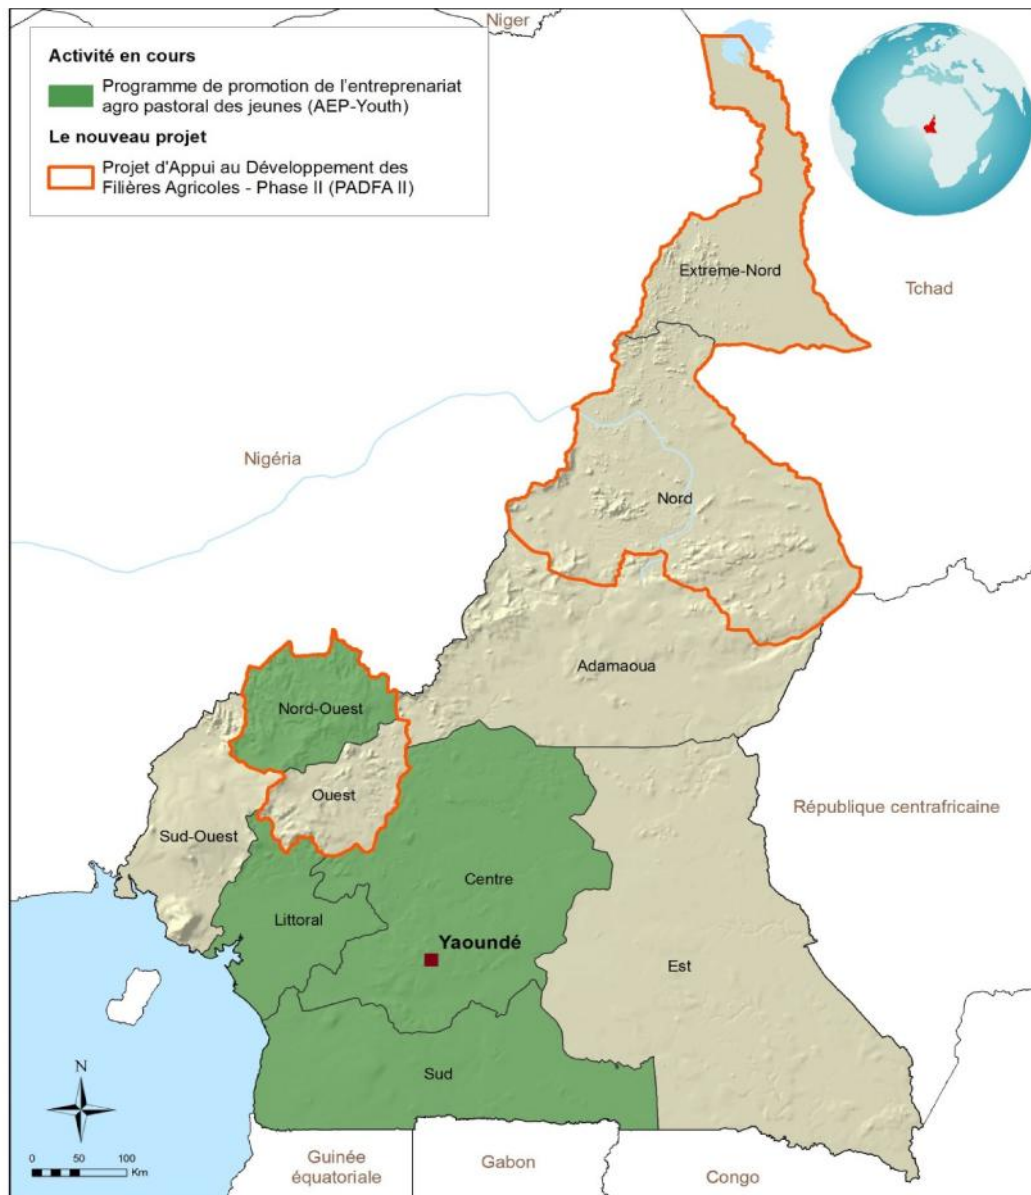 Niger
Activité en cours
Programme de promotion de l'entreprenariat
agro pastoral des jeunes (AEP-Youth)
Le nouveau projet
Projet d'Appui au Développement des
Filières Agricoles - Phase II (PADFA II)
Extreme-Nord
Tchad
Nigéria
Nord
Adamaoua
Nord-Ouest
Ouest
République centrafricaine
Sud-Ouest
Centre
Littoral
Yaoundé
Est
Sud
N
0 50 100
Km
Guinée
équatoriale
Gabon
Congo